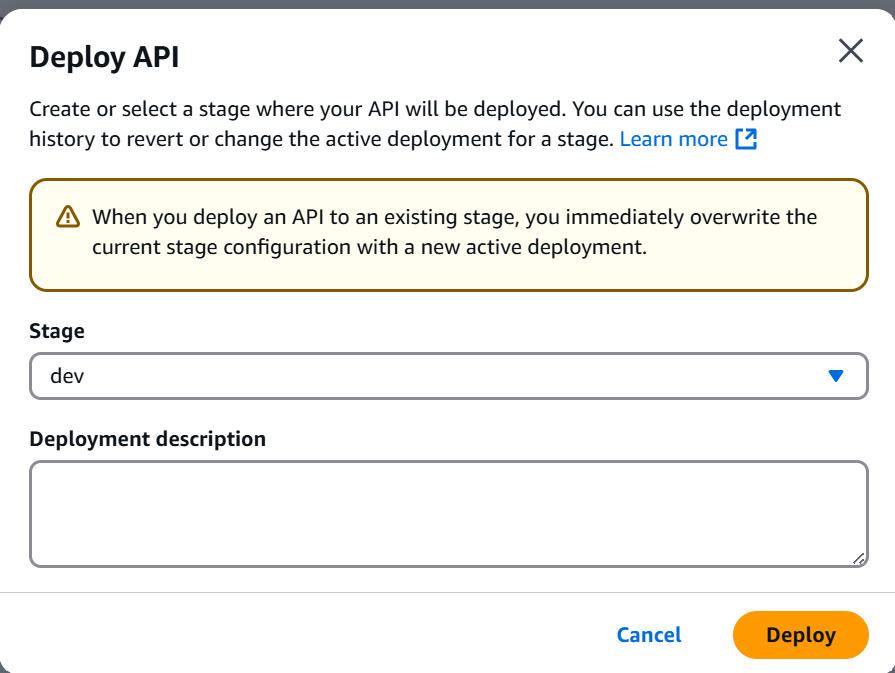 Deploy API
Create or select a stage where your API will be deployed. You can use the deployment
history to revert or change the active deployment for a stage. Learn more
When you deploy an API to an existing stage, you immediately overwrite the
current stage configuration with a new active deployment.
Stage
dev
Deployment description
Cancel
Deploy